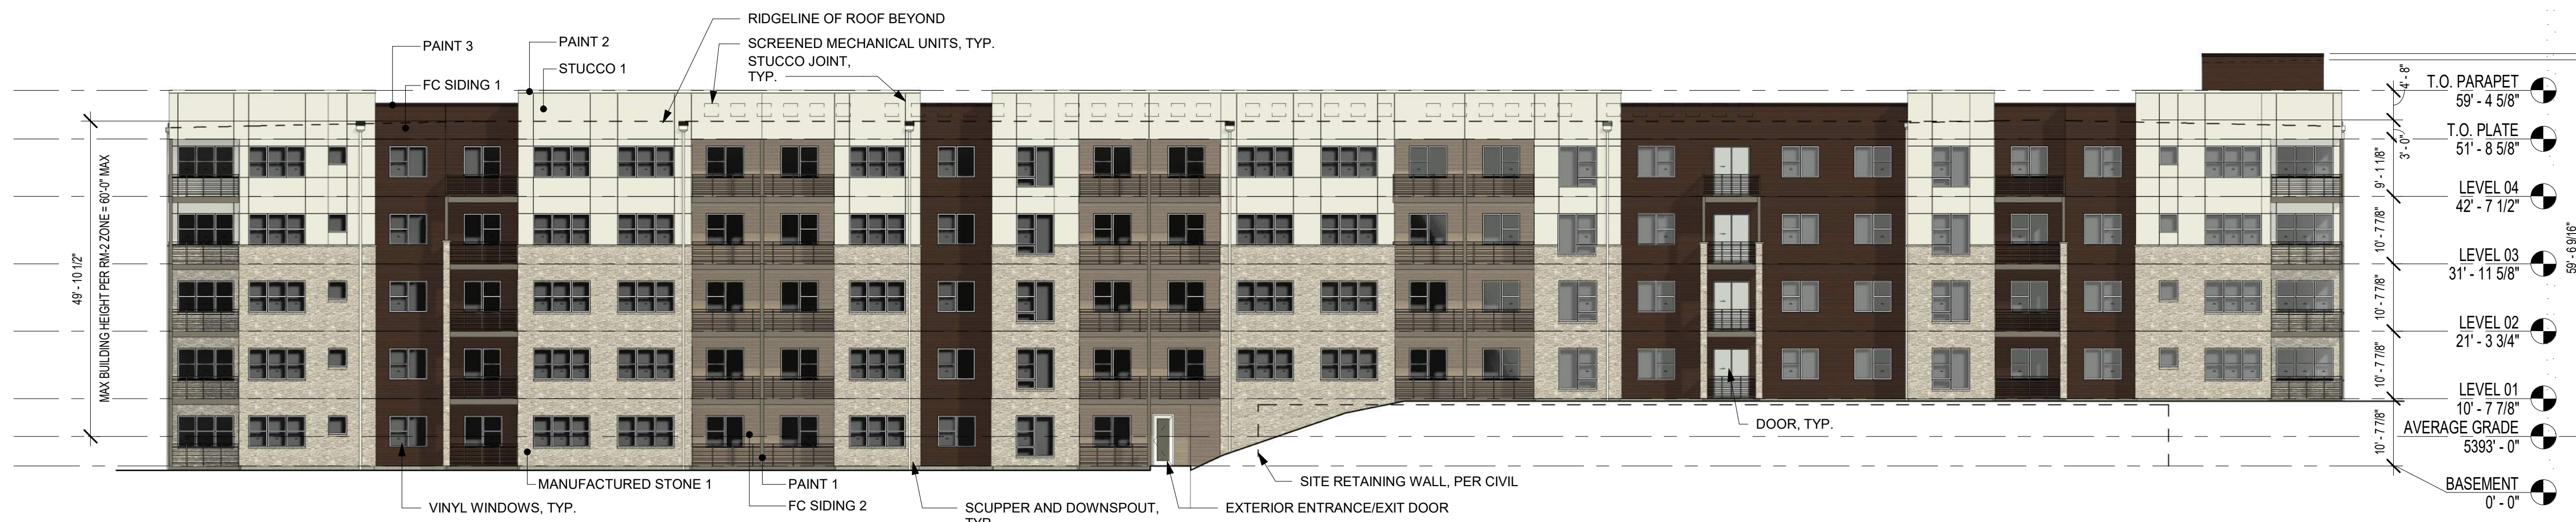 RIDGELINE OF ROOF BEYOND
PAINT 3
PAINT 2
SCREENED MECHANICAL UNITS, TYP.
STUCCO 1
STUCCO JOINT,
TYP.
FC SIDING 1
4' - 8"
T.O. PARAPET
59' - 4 5/8"
T.O. PLATE
51' - 8 5/8"
3' - 0"
9' - 1 1/8"
LEVEL 04
42' - 7 1/2"
10' - 7 7/8"
LEVEL 03
31' - 11 5/8"
10' - 7 7/8"
LEVEL 02
21' - 3 3/4"
10' - 7 7/8"
LEVEL 01
10' - 7 7/8"
10' - 7 7/8"
AVERAGE GRADE
5393' - 0"
BASEMENT
0' - 0"
59' - 6 9/16"
49' - 10 1/2"
MAX BUILDING HEIGHT PER RM-2 ZONE = 60'-0" MAX
DOOR, TYP.
MANUFACTURED STONE 1
PAINT 1
SITE RETAINING WALL, PER CIVIL
VINYL WINDOWS, TYP.
FC SIDING 2
SCUPPER AND DOWNSPOUT,
TYP.
EXTERIOR ENTRANCE/EXIT DOOR